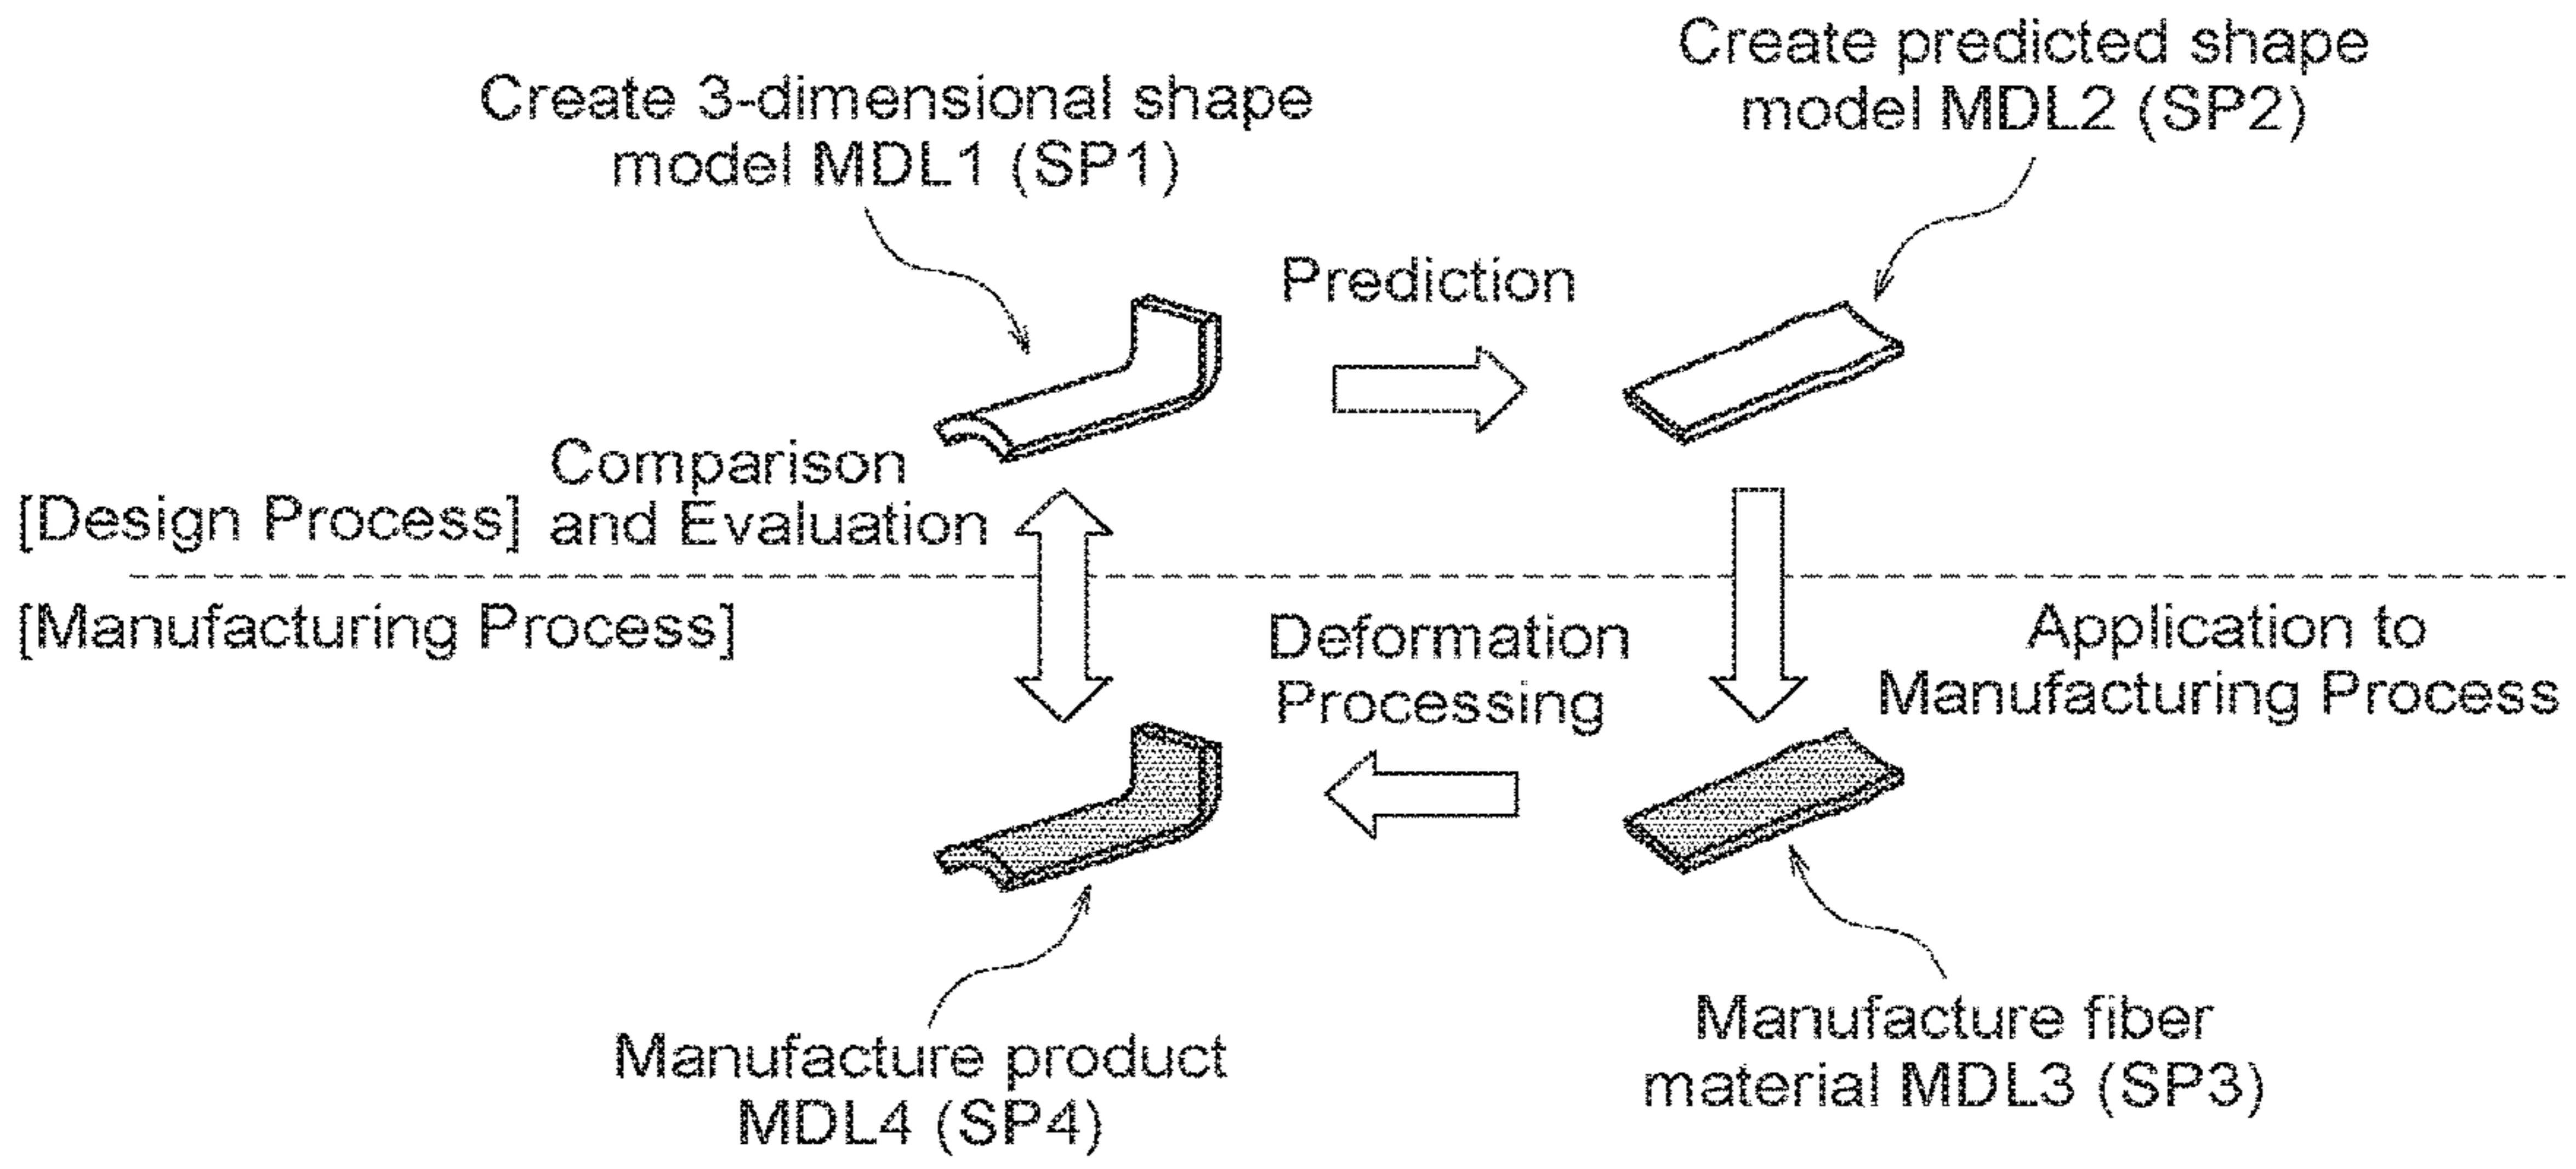 Create 3-dimensional shape
model MDL1 (SP1)
Create predicted shape
model MDL2 (SP2)
Prediction
Comparison
and Evaluation
[Design Process]
[Manufacturing Process]
Deformation
Processing
Application to
Manufacturing Process
Manufacture product
MDL4 (SP4)
Manufacture fiber
material MDL3 (SP3)